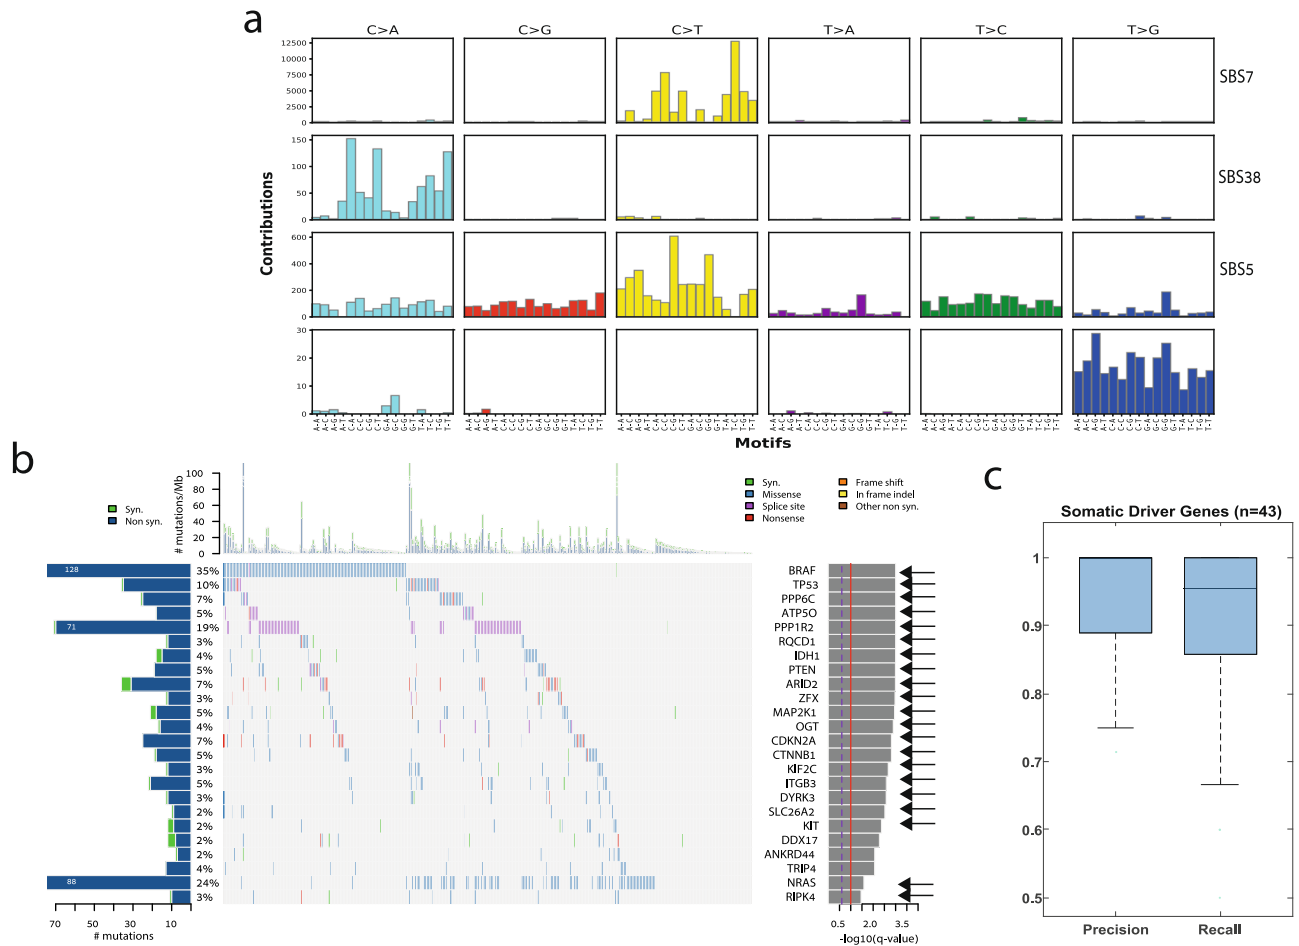 a
C>A C>G C>T T>A T>C T>G
12500
10000
7500
5000
2500
0
SBS7
150
100
50
0
SBS38
600
400
200
0
SBS5
30
20
10
0
Contributions
A-A A-C A-G A-T C-A C-C C-G C-T G-A G-C G-G G-T T-A T-C T-G T-T
Motifs
b
# mutations/Mb
100
80
60
40
20
0
Syn.
Non syn.
Syn.
Missense
Splice site
Nonsense
Frame shift
In frame indel
Other non syn.
128 35% BRAF
10% TP53
7% PPP6C
5% ATP5O
71 19% PPP1R2
3% RQCD1
4% IDH1
5% PTEN
7% ARID2
3% ZFX
5% MAP2K1
4% OGT
7% CDKN2A
5% CTNNB1
3% KIF2C
5% ITGB3
3% DYRK3
2% SLC26A2
2% KIT
2% DDX17
2% ANKRD44
4% TRIP4
88 24% NRAS
3% RIPK4
70 50 30 10
# mutations
0.5 2.0 3.5
-log10(q-value)
c
Somatic Driver Genes (n=43)
1
0.9
0.8
0.7
0.6
0.5
Precision Recall